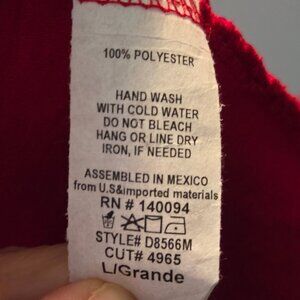 100% POLYESTER
HAND WASH
WITH COLD WATER
DO NOT BLEACH
HANG OR LINE DRY
IRON, IF NEEDED
ASSEMBLED IN MEXICO
from U.S&imported materials
RN # 140094
STYLE# D8566M
CUT# 4965
L/Grande